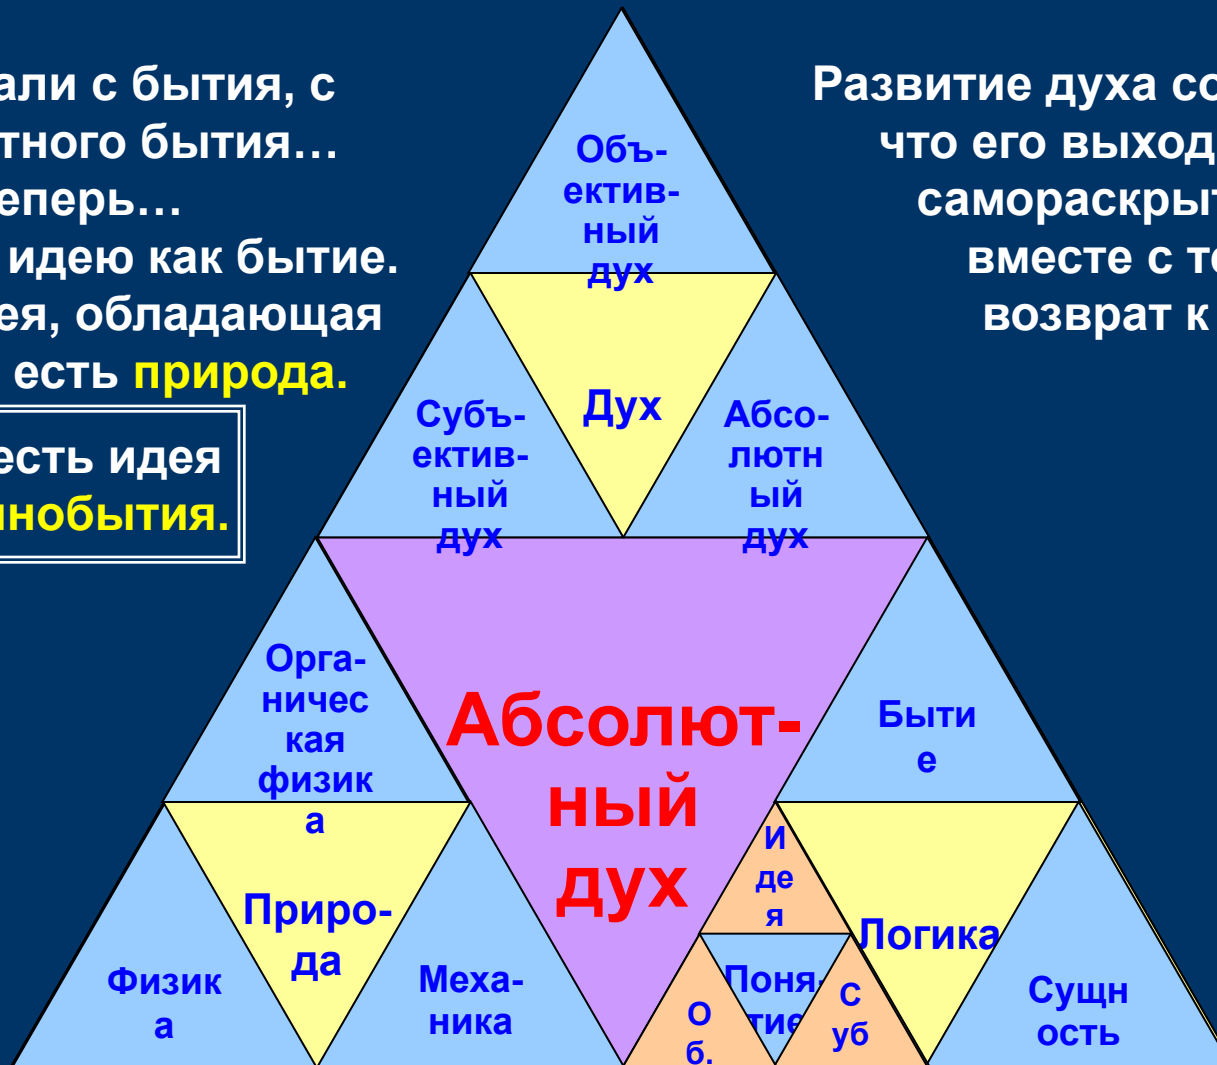 али с бытия, с
тного бытия…
еперь…
идею как бытие.
ея, обладающая
есть природа.
есть идея
нобытия.
Развитие духа со
что его выход
самораскрыт
вместе с те
возврат к
Объ-
ектив-
ный
дух
Дух
Субъ-
ектив-
ный
дух
Абсо-
лютн
ый
дух
Абсолют-
ный
дух
Орга-
ничес
кая
физик
а
Приро-
да
Физик
а
Меха-
ника
Быти
е
И
де
я
Логика
Поня-
тие
О
б.
С
уб
Сущн
ость